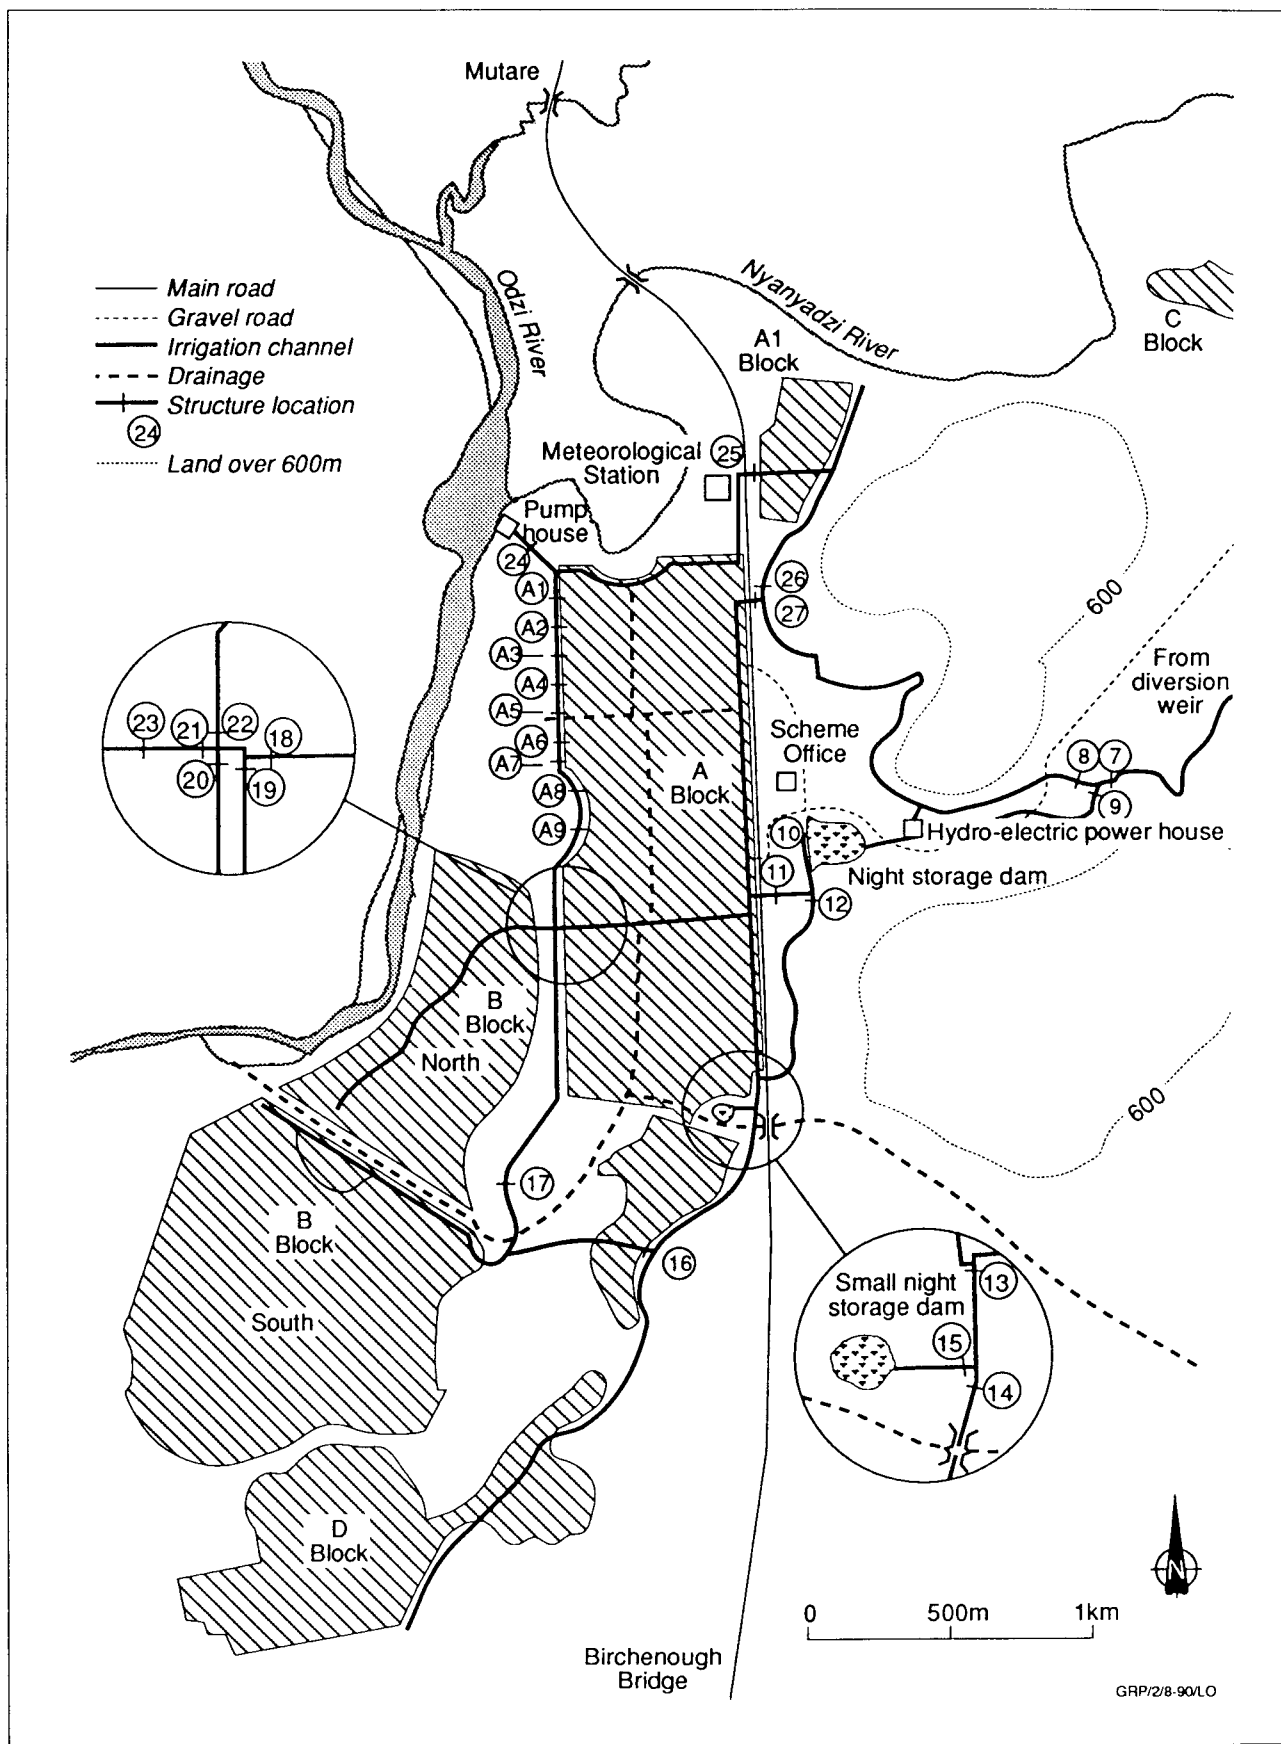 Mutare
Odzi River
Nyanyadzi River
Main road
Gravel road
Irrigation channel
Drainage
Structure location
24
Land over 600m
C
Block
A1
Block
Meteorological
Station
25
Pump
house
24
A1
A2
A3
A4
A5
A6
A7
A8
A9
26
27
600
From
diversion
weir
Scheme
Office
A
Block
8
7
9
Hydro-electric power house
10
11
Night storage dam
12
23
21
22
18
20
19
B
Block
North
600
17
16
B
Block
South
Small night
storage dam
13
15
14
D
Block
N
0
500m
1km
Birchenough
Bridge
GRP/2/8-90/LO